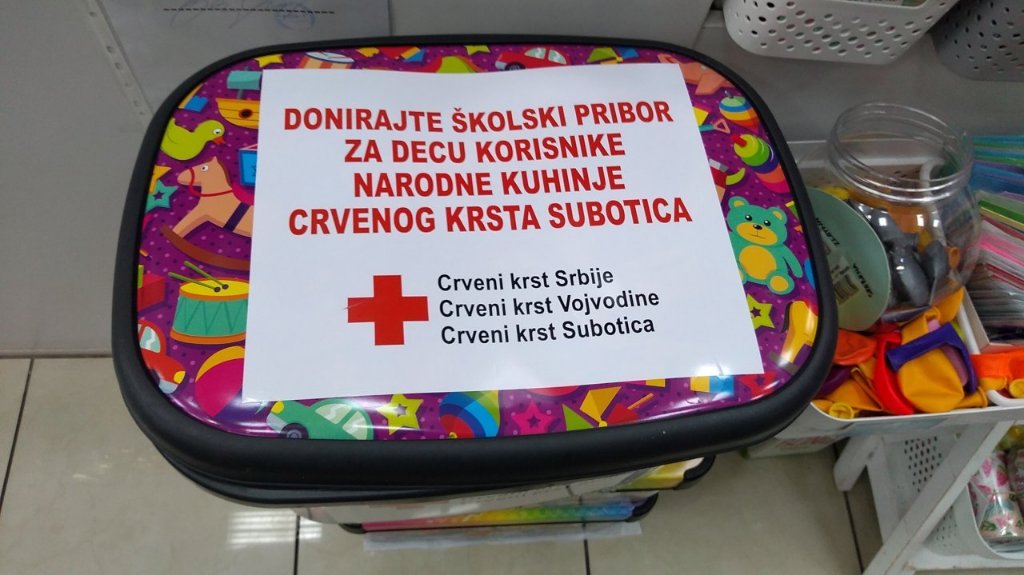 DONIRAJTE ŠKOLSKI PRIBOR
ZA DECU KORISNIKE
NARODNE KUHINJE
CRVENOG KRSTA SUBOTICA
Crveni krst Srbije
Crveni krst Vojvodine
Crveni krst Subotica